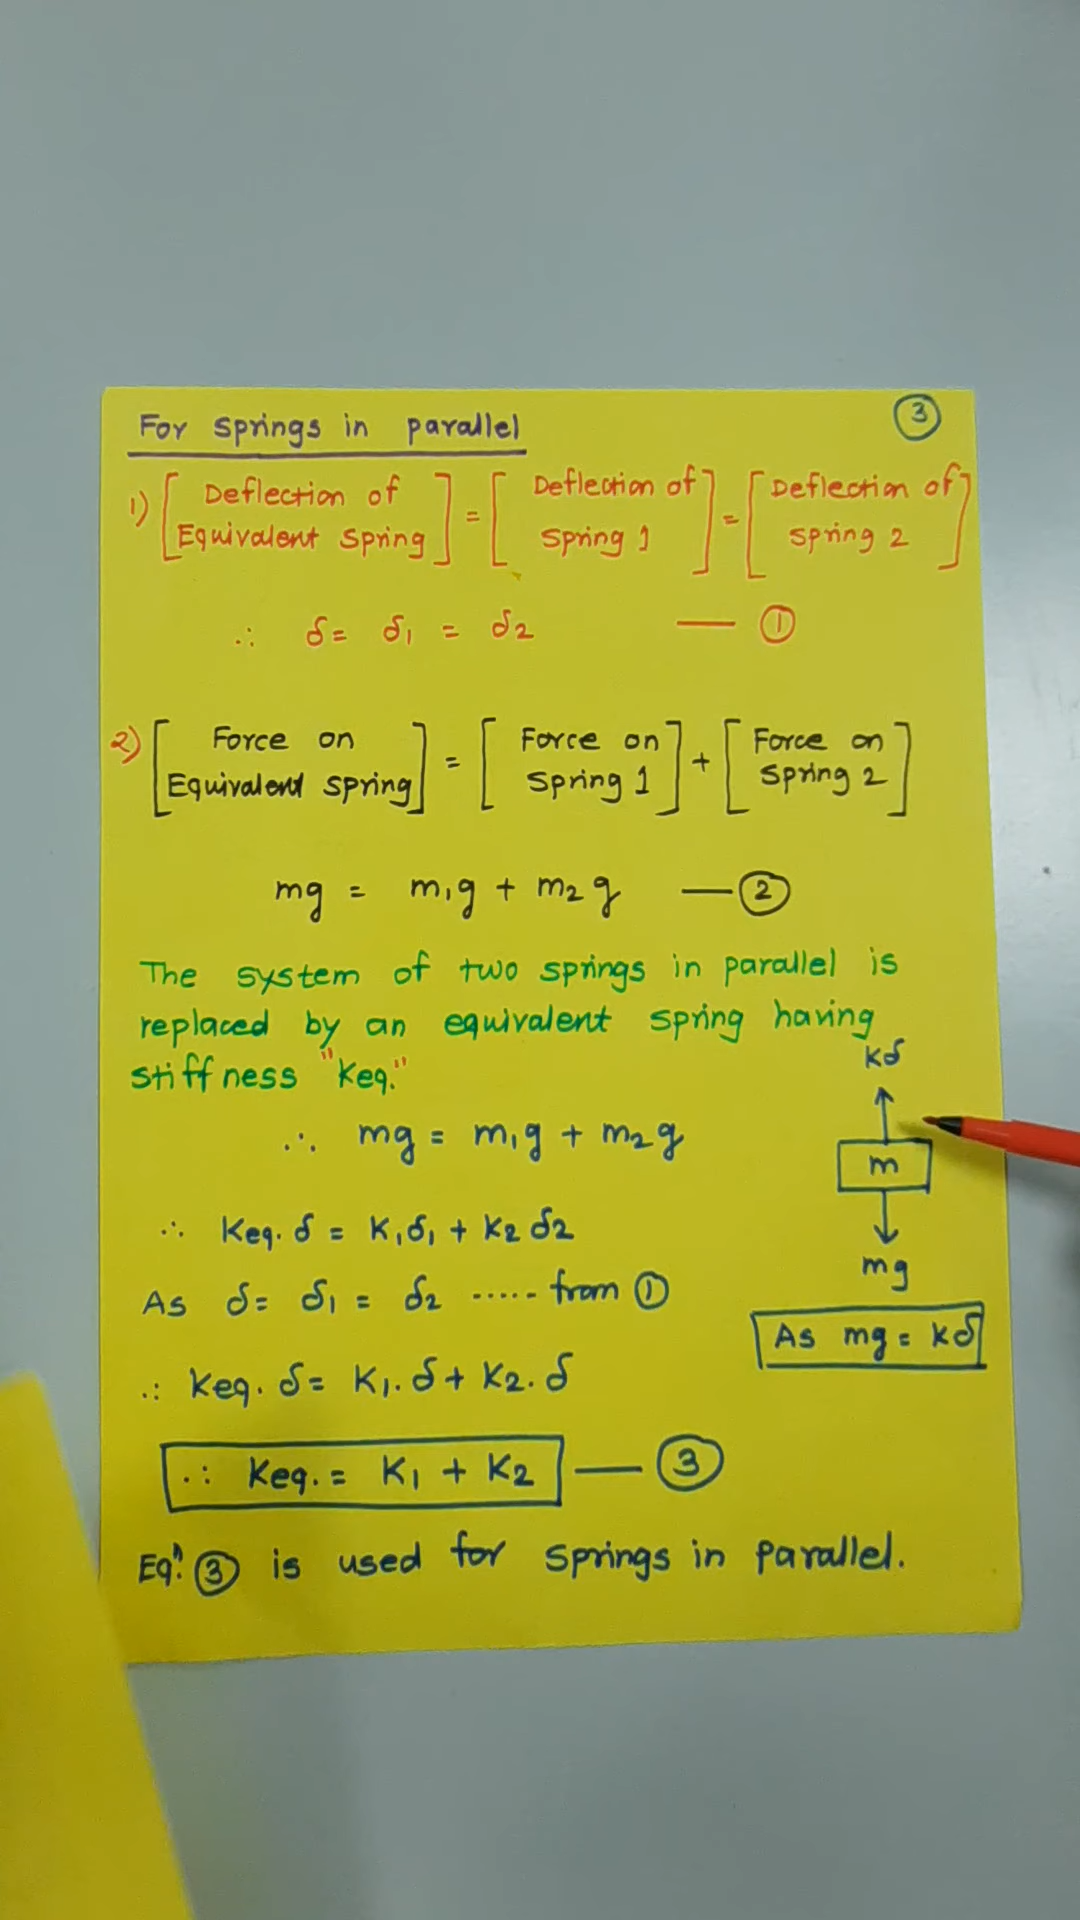 For springs in parallel
3
1) [Deflection of Equivalent Spring] = [Deflection of Spring 1] = [Deflection of Spring 2]
∴ δ = δ1 = δ2 — ①
2) [Force on Equivalent spring] = [Force on Spring 1] + [Force on Spring 2]
mg = m1g + m2g — ②
The system of two springs in parallel is
replaced by an equivalent spring having
stiffness "Keq."
∴ mg = m1g + m2g
∴ Keq. δ = K1δ1 + K2 δ2
As δ = δ1 = δ2 ..... from ①
∴ Keq. δ = K1. δ + K2. δ
∴ Keq. = K1 + K2 — ③
Eqn. ③ is used for springs in parallel.
Kδ
m
mg
As mg = Kδ